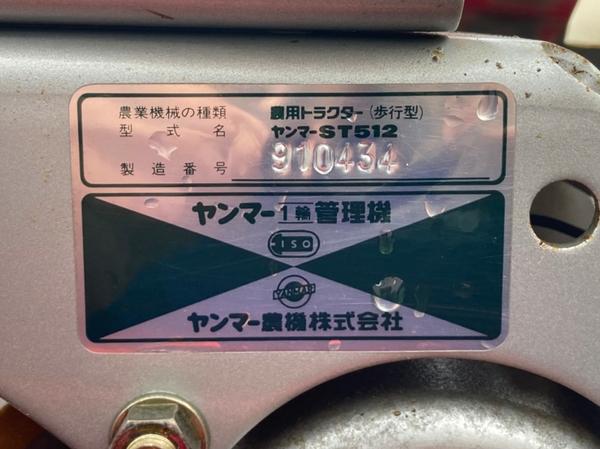 農業機械の種類 農用トラクター(歩行型)
型式名 ヤンマーST512
製造番号 910434
ヤンマー1輪管理機
ISO
YANMAR
ヤンマー農機株式会社